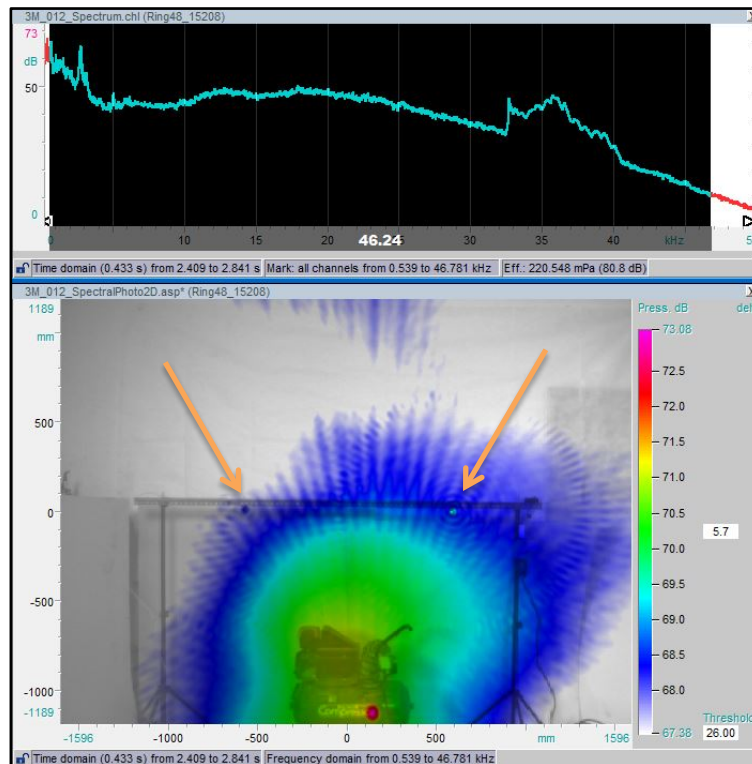 3M_012_Spectrum.chl (Ring48_15208)
73
dB
50
0
0 10 20 46.24 30 40 kHz
Time domain (0.433 s) from 2.409 to 2.841 s Mark: all channels from 0.539 to 46.781 kHz Eff.: 220.548 mPa (80.8 dB)
3M_012_SpectralPhoto2D.asp* (Ring48_15208)
1189
mm
500
0
-500
-1000
-1189
-1596 -1000 -500 0 500 mm 1596
Compress
Press. dB
73.08
72.5
72.0
71.5
71.0
70.5
70.0
69.5
69.0
68.5
68.0
67.38
5.7
Threshold
26.00
Time domain (0.433 s) from 2.409 to 2.841 s Frequency domain from 0.539 to 46.781 kHz